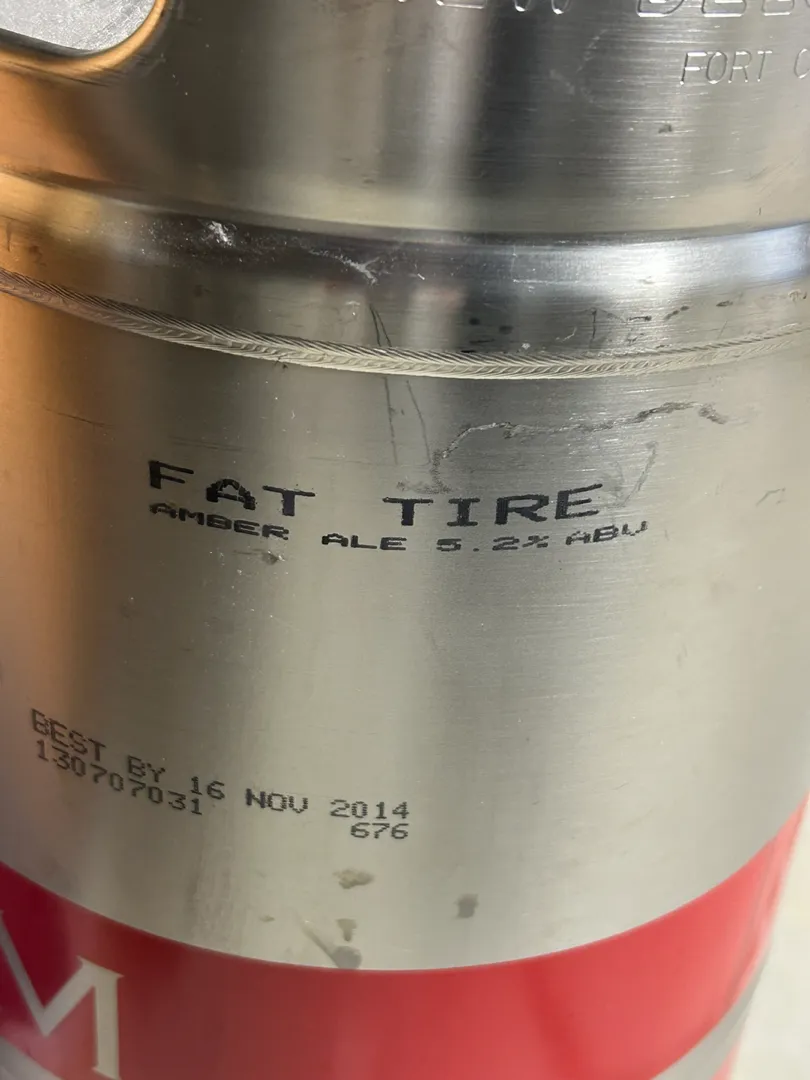 FORT
FAT TIRE
AMBER ALE 5.2% ABV
BEST BY 16 NOV 2014
130707031 676
M